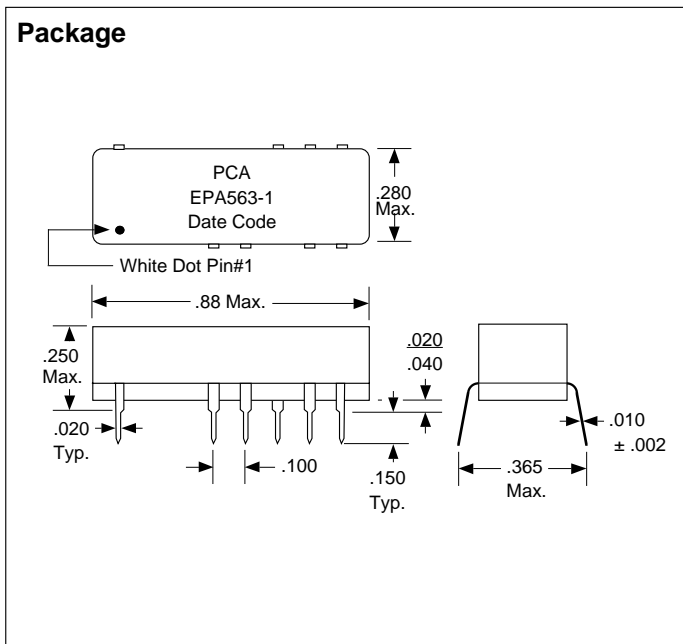 Package
PCA
EPA563-1
Date Code
.280
Max.
White Dot Pin#1
.88 Max.
.250
Max.
.020
.040
.020
Typ.
.100
.150
Typ.
.010
± .002
.365
Max.